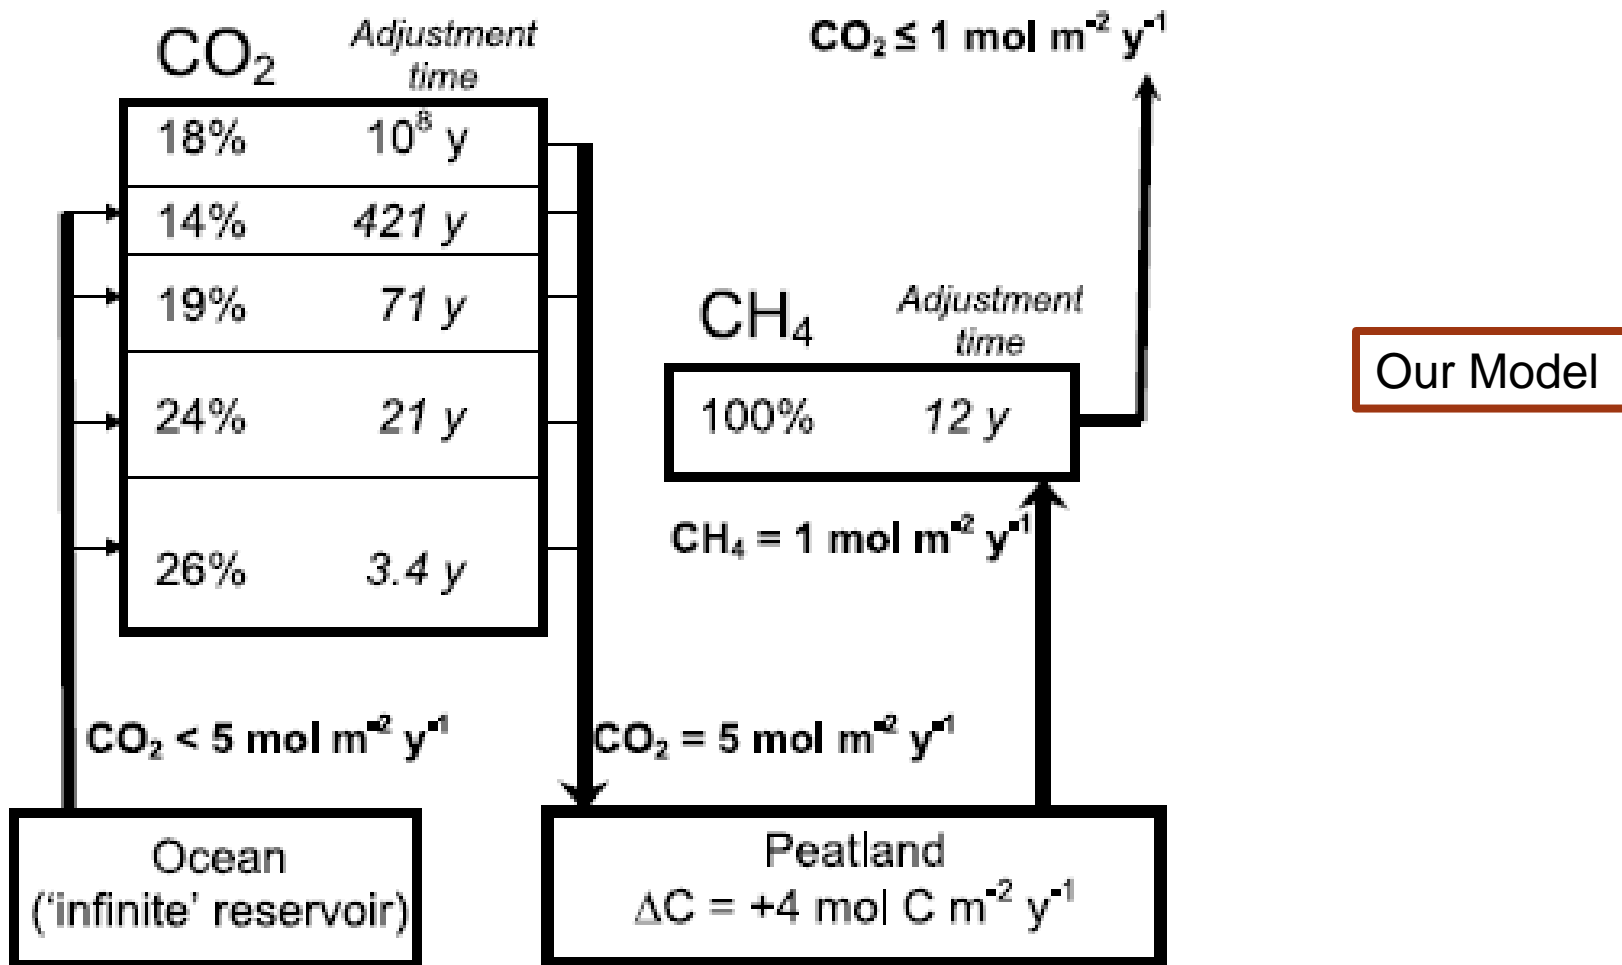 CO₂ Adjustment time
18% 10⁸ y
14% 421 y
19% 71 y
24% 21 y
26% 3.4 y
CO₂ ≤ 1 mol m⁻² y⁻¹
CH₄ Adjustment time
100% 12 y
CH₄ = 1 mol m⁻² y⁻¹
Our Model
CO₂ < 5 mol m⁻² y⁻¹
CO₂ = 5 mol m⁻² y⁻¹
Ocean
('infinite' reservoir)
Peatland
ΔC = +4 mol C m⁻² y⁻¹